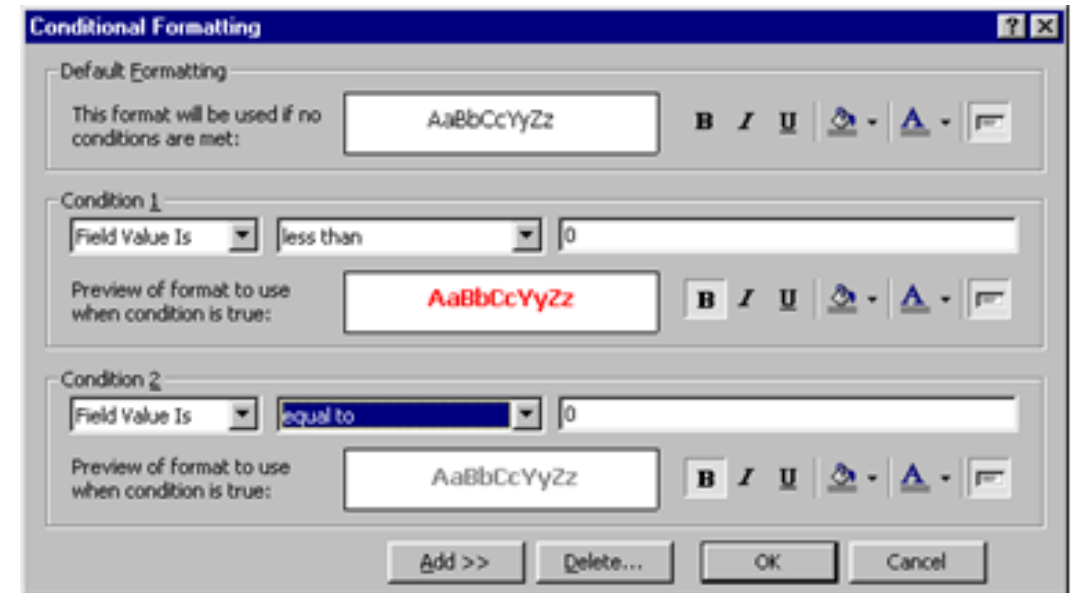 Conditional Formatting
Default Formatting
This format will be used if no
conditions are met:
AaBbCcYyZz
B I U A
Condition 1
Field Value Is less than 0
Preview of format to use
when condition is true:
AaBbCcYyZz
B I U A
Condition 2
Field Value Is equal to 0
Preview of format to use
when condition is true:
AaBbCcYyZz
B I U A
Add >> Delete... OK Cancel